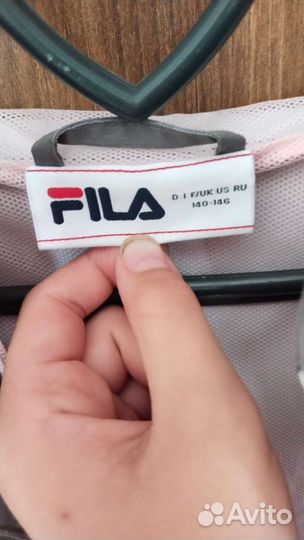 FILA
D I F/UK US RU
140-146
Avito